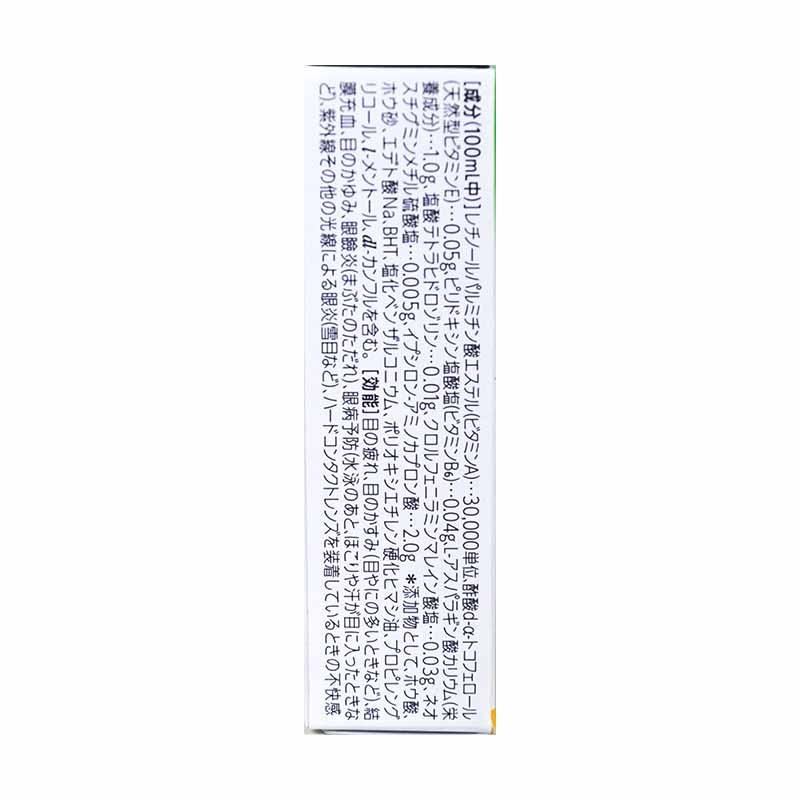 [成分(100mL中)]レチノールパルミチン酸エステル(ビタミンA)…30,000単位、酢酸d-α-トコフェロール
(天然型ビタミンE)…0.05g、ピリドキシン塩酸塩(ビタミンB₆)…0.04g、L-アスパラギン酸カリウム(栄
養成分)…1.0g、塩酸テトラヒドロゾリン…0.01g、クロルフェニラミンマレイン酸塩…0.03g、ネオ
スチグミンメチル硫酸塩…0.005g、イプシロン-アミノカプロン酸…2.0g *添加物として、ホウ酸、
ホウ砂、エデト酸Na、BHT、塩化ベンザルコニウム、ポリオキシエチレン硬化ヒマシ油、プロピレング
リコール、l-メントール、dl-カンフルを含む。[効能]目の疲れ、目のかすみ(目やにの多いときなど)、結
膜充血、目のかゆみ、眼瞼炎(まぶたのただれ)、眼病予防(水泳のあと、ほこりや汗が目に入ったときな
ど)、紫外線その他の光線による眼炎(雪目など)、ハードコンタクトレンズを装着しているときの不快感